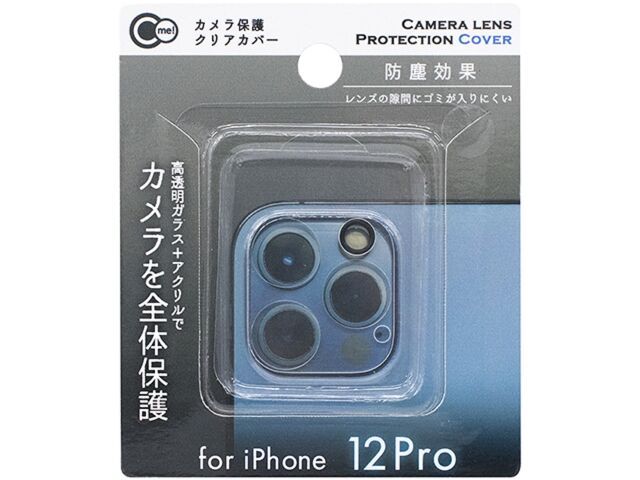 Cme!
カメラ保護
クリアカバー
CAMERA LENS
PROTECTION COVER
防塵効果
レンズの隙間にゴミが入りにくい
高透明ガラス+アクリルで
カメラを全体保護
for iPhone 12Pro